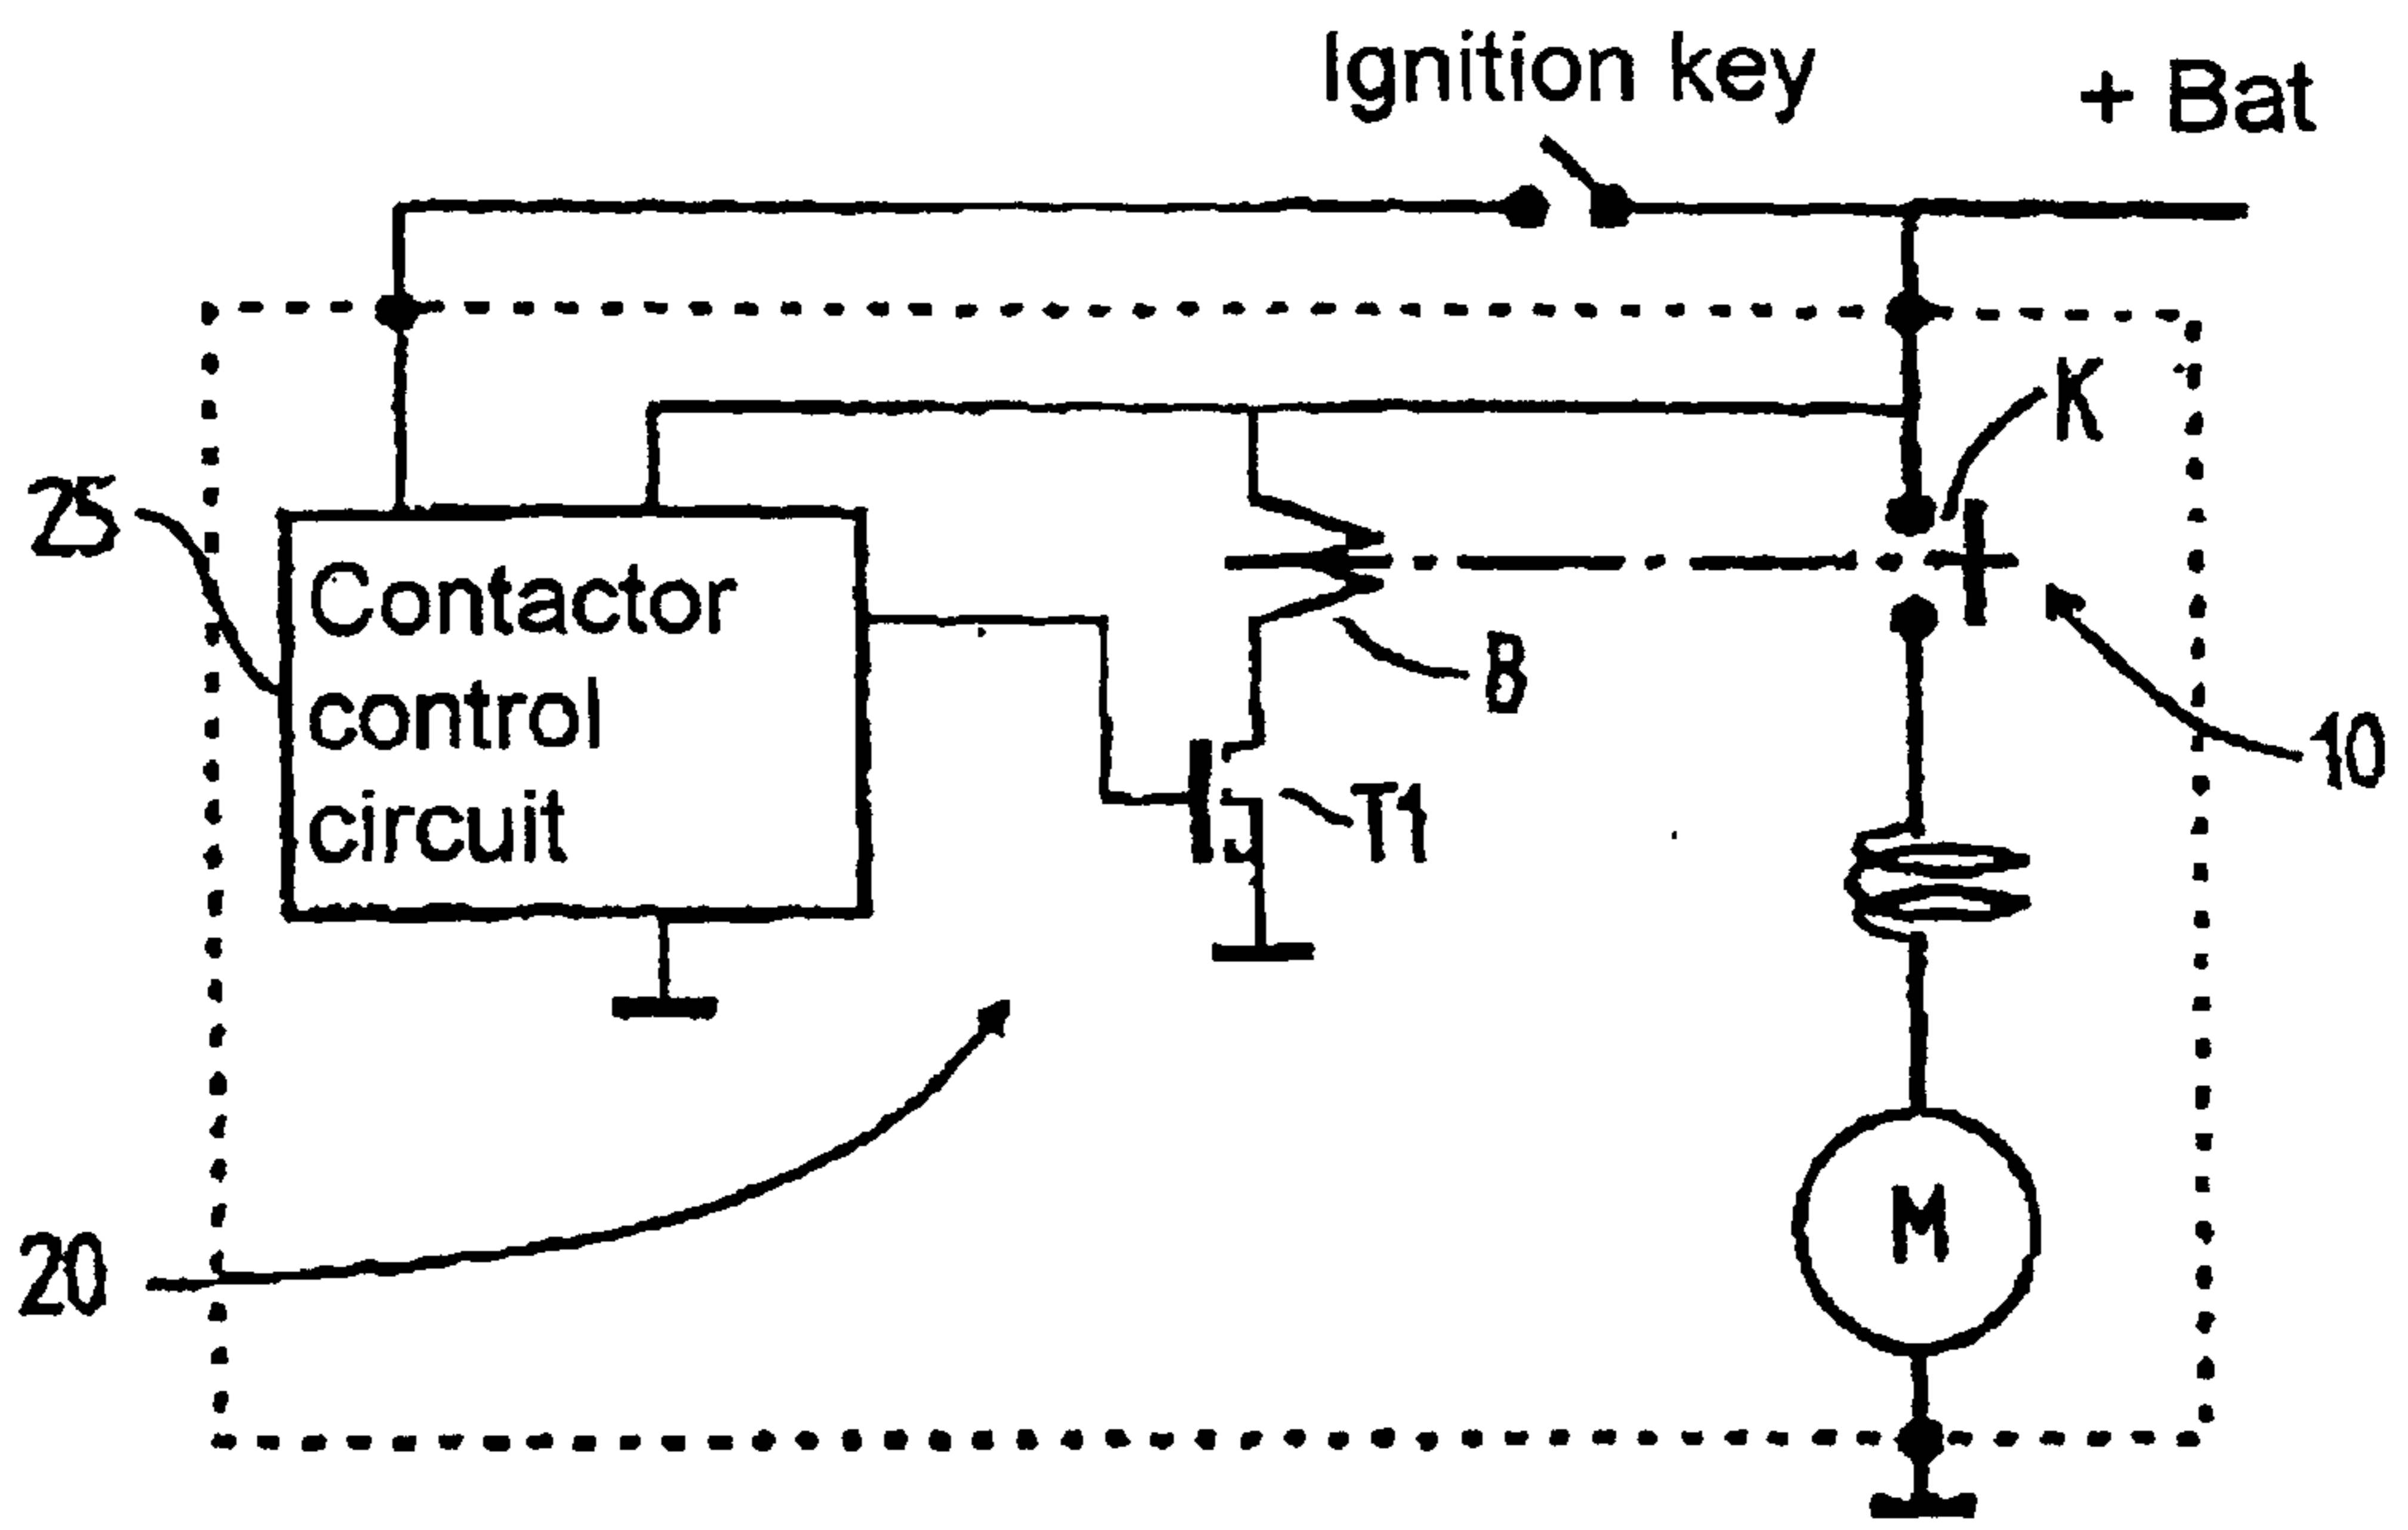 Ignition key
+ Bat
K
25
Contactor
control
circuit
B
10
T1
20
M